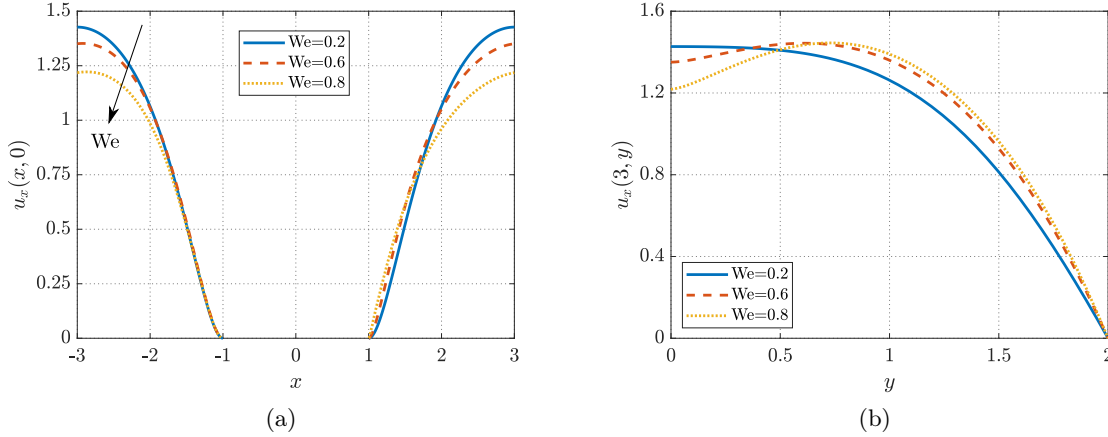 1.5
1.25
1
0.75
0.5
0.25
0
-3 -2 -1 0 1 2 3
u_x(x, 0)
x
We=0.2
We=0.6
We=0.8
We
(a)
1.6
1.2
0.8
0.4
0
0 0.5 1 1.5 2
u_x(3, y)
y
We=0.2
We=0.6
We=0.8
(b)